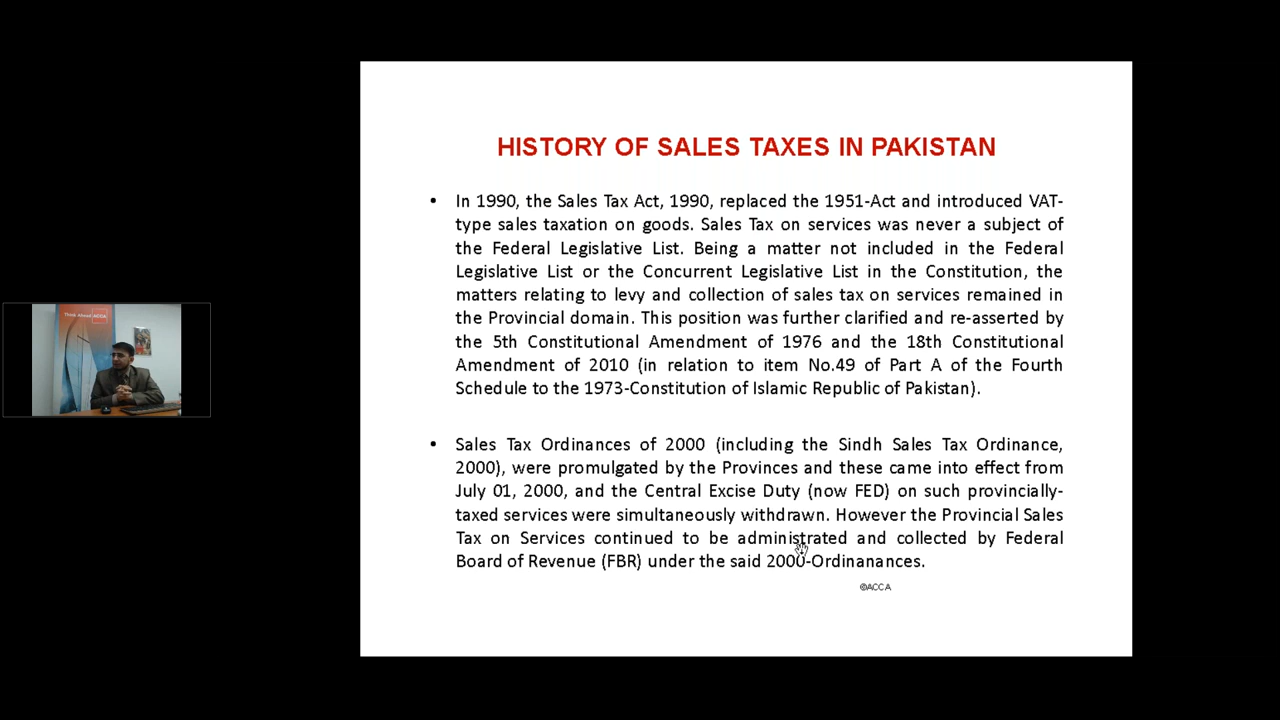 HISTORY OF SALES TAXES IN PAKISTAN
• In 1990, the Sales Tax Act, 1990, replaced the 1951-Act and introduced VAT-
type sales taxation on goods. Sales Tax on services was never a subject of
the Federal Legislative List. Being a matter not included in the Federal
Legislative List or the Concurrent Legislative List in the Constitution, the
matters relating to levy and collection of sales tax on services remained in
the Provincial domain. This position was further clarified and re-asserted by
the 5th Constitutional Amendment of 1976 and the 18th Constitutional
Amendment of 2010 (in relation to item No.49 of Part A of the Fourth
Schedule to the 1973-Constitution of Islamic Republic of Pakistan).
• Sales Tax Ordinances of 2000 (including the Sindh Sales Tax Ordinance,
2000), were promulgated by the Provinces and these came into effect from
July 01, 2000, and the Central Excise Duty (now FED) on such provincially-
taxed services were simultaneously withdrawn. However the Provincial Sales
Tax on Services continued to be administrated and collected by Federal
Board of Revenue (FBR) under the said 2000-Ordinanances.
©ACCA
Think Ahead ACCA